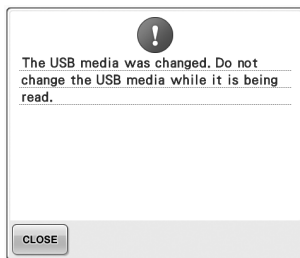 The USB media was changed. Do not
change the USB media while it is being
read.
CLOSE